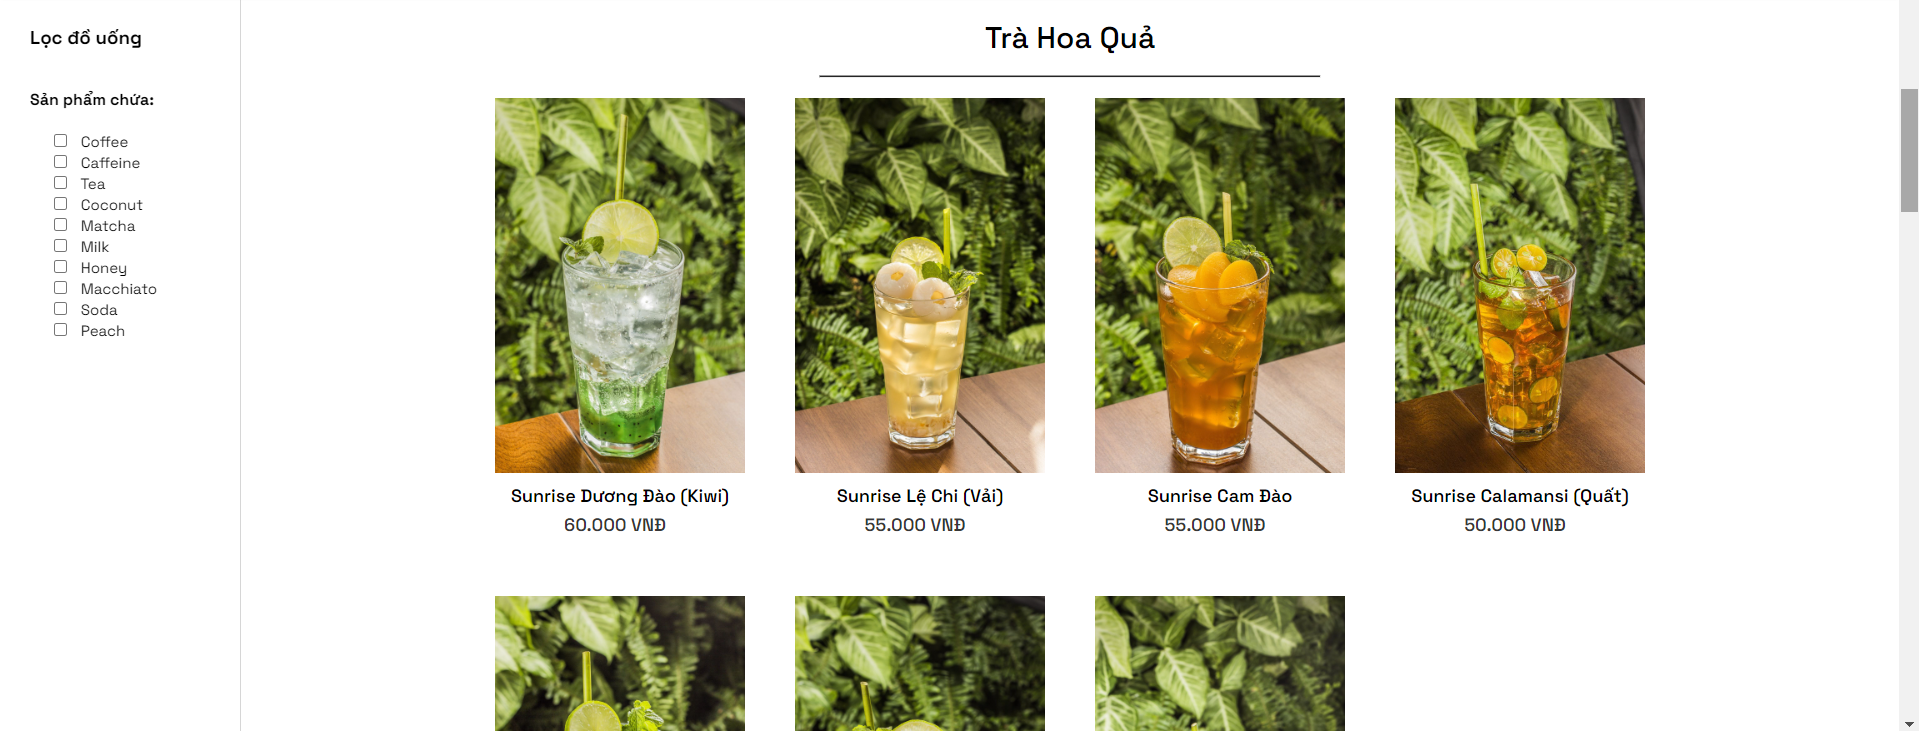 Lọc đồ uống
Sản phẩm chứa:
Coffee
Caffeine
Tea
Coconut
Matcha
Milk
Honey
Macchiato
Soda
Peach
Trà Hoa Quả
Sunrise Dương Đào (Kiwi)
60.000 VNĐ
Sunrise Lệ Chi (Vải)
55.000 VNĐ
Sunrise Cam Đào
55.000 VNĐ
Sunrise Calamansi (Quất)
50.000 VNĐ